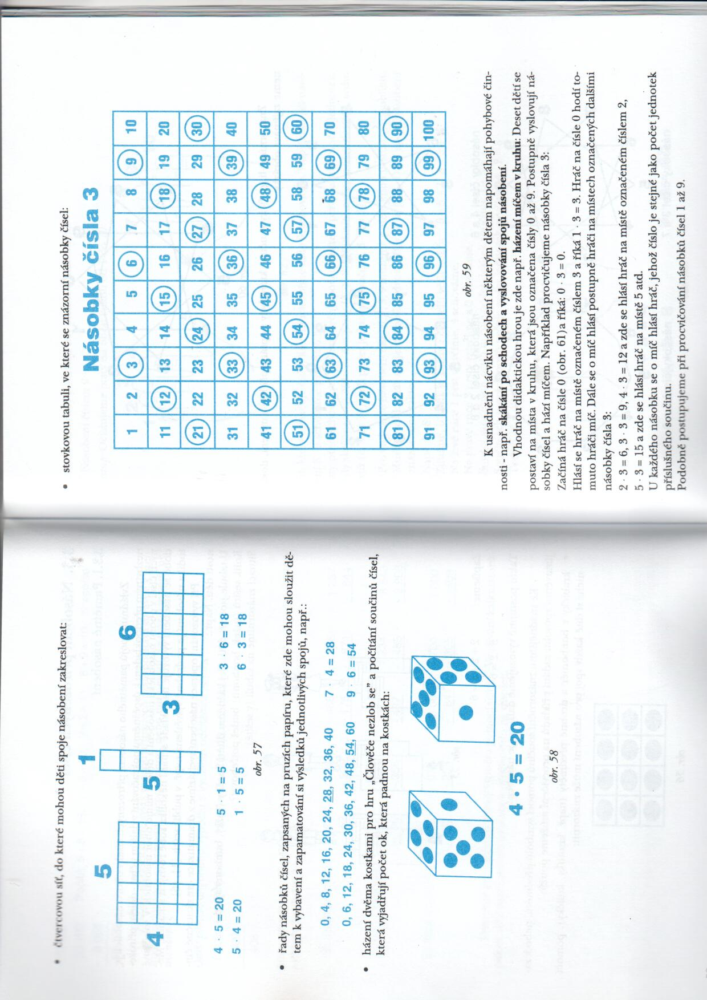 • čtvercovou síť, do které mohou děti spoje násobení zakreslovat:
5 1 6
4 5 3
4 · 5 = 20 5 · 1 = 5 3 · 6 = 18
5 · 4 = 20 1 · 5 = 5 6 · 3 = 18
obr. 57
• řady násobků čísel, zapsaných na pruzích papíru, které zde mohou sloužit dě-
tem k vybavení a zapamatování si výsledků jednotlivých spojů, např.:
0, 4, 8, 12, 16, 20, 24, 28, 32, 36, 40 7 · 4 = 28
0, 6, 12, 18, 24, 30, 36, 42, 48, 54, 60 9 · 6 = 54
• házení dvěma kostkami pro hru „Člověče nezlob se” a počítání součinů čísel,
která vyjadřují počet ok, která padnou na kostkách:
4 · 5 = 20
obr. 58
• stovkovou tabuli, ve které se znázorní násobky čísel:
Násobky čísla 3
1 2 3 4 5 6 7 8 9 10
11 12 13 14 15 16 17 18 19 20
21 22 23 24 25 26 27 28 29 30
31 32 33 34 35 36 37 38 39 40
41 42 43 44 45 46 47 48 49 50
51 52 53 54 55 56 57 58 59 60
61 62 63 64 65 66 67 68 69 70
71 72 73 74 75 76 77 78 79 80
81 82 83 84 85 86 87 88 89 90
91 92 93 94 95 96 97 98 99 100
obr. 59
K usnadnění nácviku násobení některým dětem napomáhají pohybové čin-
nosti - např. skákání po schodech a vyslovování spojů násobení.
Vhodnou didaktickou hrou je zde např. házení míčem v kruhu: Deset dětí se
postaví na místa v kruhu, která jsou označena čísly 0 až 9. Postupně vyslovují ná-
sobky čísel a hází míčem. Například procvičujeme násobky čísla 3:
Začíná hráč na čísle 0 (obr. 61) a říká: 0 · 3 = 0.
Hlásí se hráč na místě označeném číslem 3 a říká 1 · 3 = 3. Hráč na čísle 0 hodí to-
muto hráči míč. Dále se o míč hlásí postupně hráči na místech označených dalšími
násobky čísla 3:
2 · 3 = 6, 3 · 3 = 9, 4 · 3 = 12 a zde se hlásí hráč na místě označeném číslem 2,
5 · 3 = 15 a zde se hlásí hráč na místě 5 atd.
U každého násobku se o míč hlásí hráč, jehož číslo je stejné jako počet jednotek
příslušného součinu.
Podobně postupujeme při procvičování násobků čísel 1 až 9.